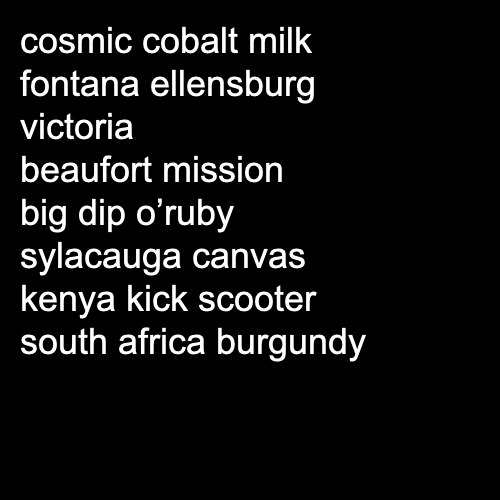 cosmic cobalt milk
fontana ellensburg
victoria
beaufort mission
big dip o’ruby
sylacauga canvas
kenya kick scooter
south africa burgundy